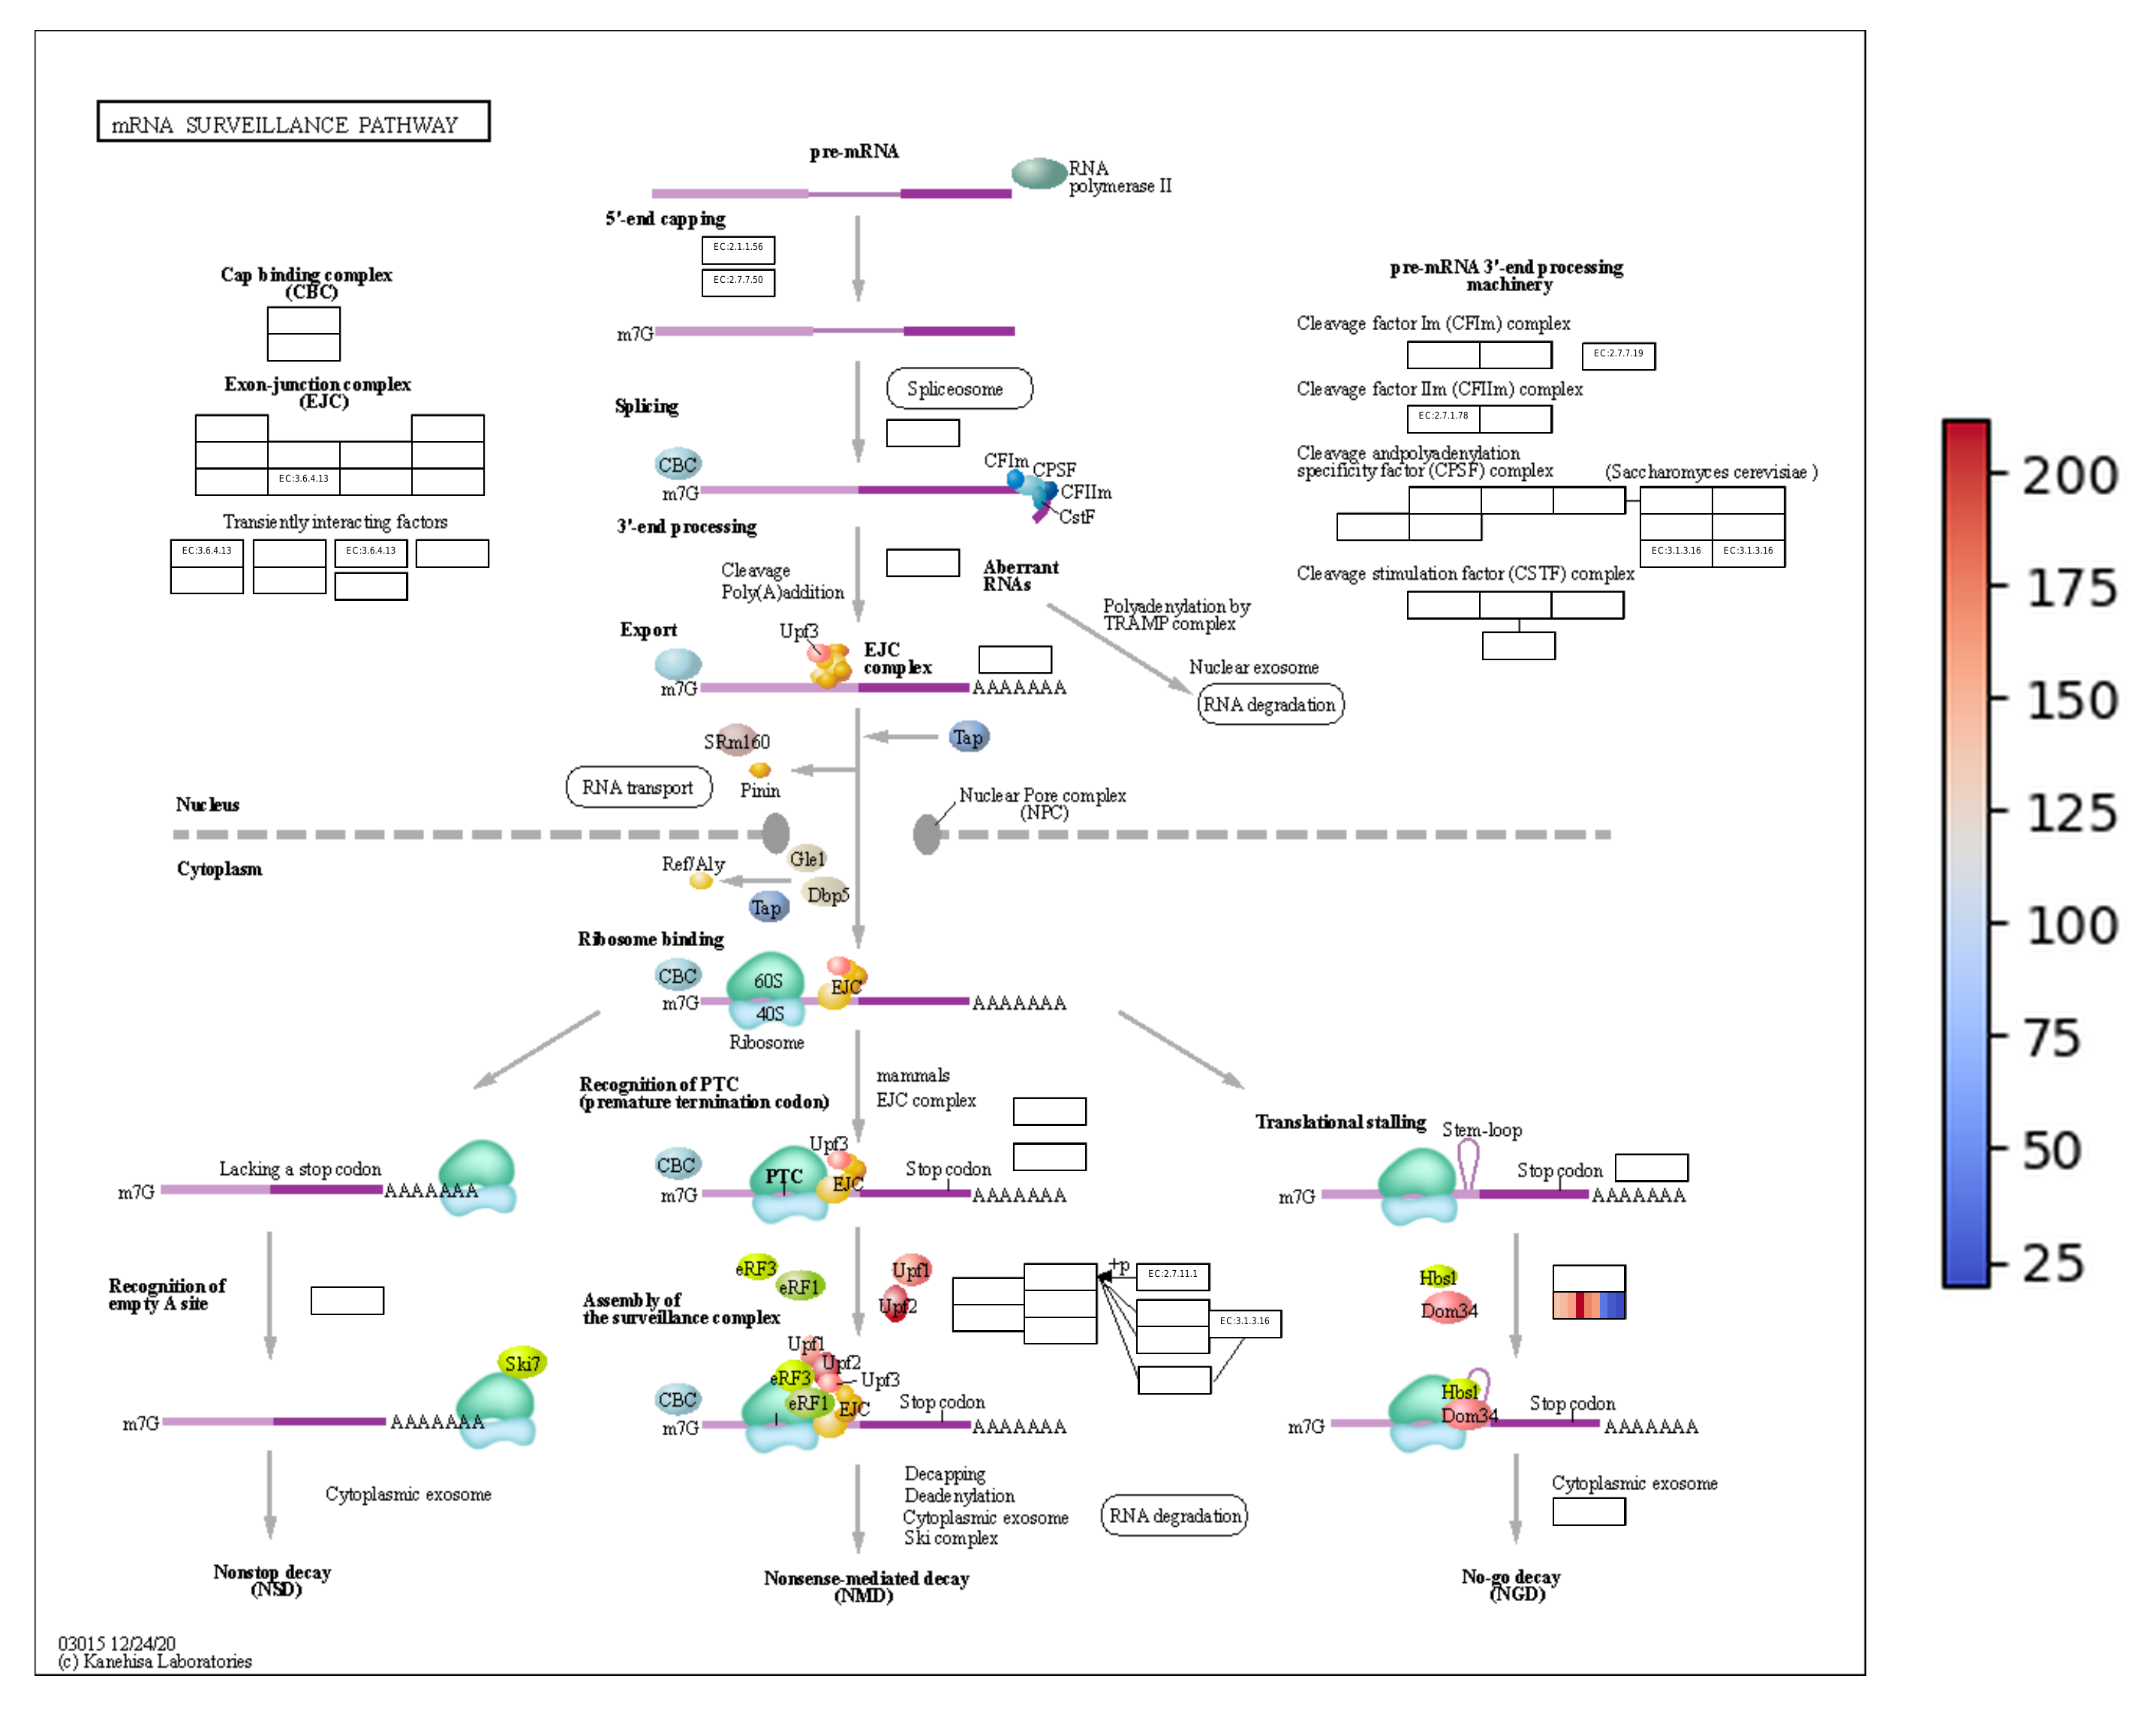 mRNA SURVEILLANCE PATHWAY
pre-mRNA
RNA
polymerase II
5'-end capping
EC:2.1.1.56
EC:2.7.7.50
Cap binding complex
(CBC)
Exon-junction complex
(EJC)
EC:3.6.4.13
Transiently interacting factors
EC:3.6.4.13
EC:3.6.4.13
m7G
Spliceosome
Splicing
CBC
m7G
CFIm
CPSF
CFIIm
CstF
3'-end processing
Cleavage
Poly(A)addition
Aberrant
RNAs
Polyadenylation by
TRAMP complex
Nuclear exosome
RNA degradation
pre-mRNA 3'-end processing
machinery
Cleavage factor Im (CFIm) complex
EC:2.7.7.19
Cleavage factor IIm (CFIIm) complex
EC:2.7.1.78
Cleavage andpolyadenylation
specificity factor (CPSF) complex
(Saccharomyces cerevisiae )
EC:3.1.3.16
EC:3.1.3.16
Cleavage stimulation factor (CSTF) complex
Export
Upf3
EJC
complex
m7G
AAAAAAA
SRm160
Tap
Pinin
RNA transport
Nucleus
Nuclear Pore complex
(NPC)
Cytoplasm
Ref/Aly
Gle1
Dbp5
Tap
Ribosome binding
CBC
60S
EJC
m7G
40S
AAAAAAA
Ribosome
Recognition of PTC
(premature termination codon)
mammals
EJC complex
Upf3
CBC
PTC
EJC
Stop codon
m7G
AAAAAAA
Lacking a stop codon
m7G
AAAAAAA
Translational stalling
Stem-loop
Stop codon
m7G
AAAAAAA
Recognition of
empty A site
eRF3
eRF1
Upf1
Upf2
Assembly of
the surveillance complex
+p
EC:2.7.11.1
EC:3.1.3.16
Hbs1
Dom34
Ski7
m7G
AAAAAAA
Upf1
Upf2
eRF3
Upf3
eRF1
EJC
CBC
Stop codon
m7G
AAAAAAA
Hbs1
Dom34
Stop codon
m7G
AAAAAAA
Cytoplasmic exosome
Decapping
Deadenylation
Cytoplasmic exosome
Ski complex
RNA degradation
Cytoplasmic exosome
Nonstop decay
(NSD)
Nonsense-mediated decay
(NMD)
No-go decay
(NGD)
03015 12/24/20
(c) Kanehisa Laboratories
200
175
150
125
100
75
50
25